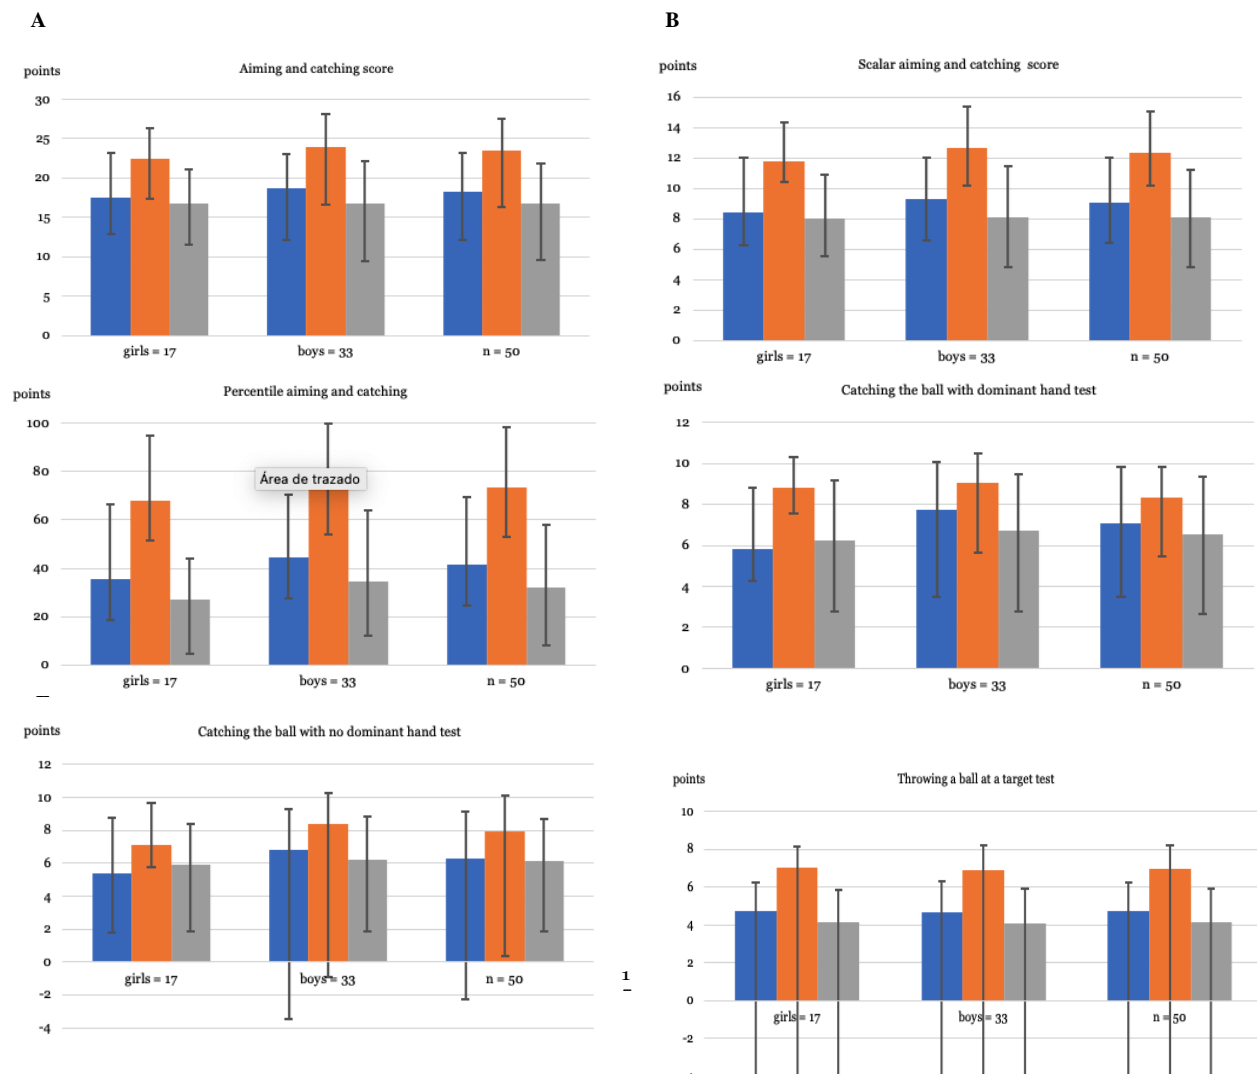 A
B
points
Aiming and catching score
30
25
20
15
10
5
0
girls = 17
boys = 33
n = 50
points
Scalar aiming and catching score
16
14
12
10
8
6
4
2
0
girls = 17
boys = 33
n = 50
points
Percentile aiming and catching
100
80
60
40
20
0
Área de trazado
girls = 17
boys = 33
n = 50
points
Catching the ball with dominant hand test
12
10
8
6
4
2
0
girls = 17
boys = 33
n = 50
points
Catching the ball with no dominant hand test
12
10
8
6
4
2
0
-2
-4
girls = 17
boys = 33
n = 50
1
points
Throwing a ball at a target test
10
8
6
4
2
0
-2
girls = 17
boys = 33
n = 50